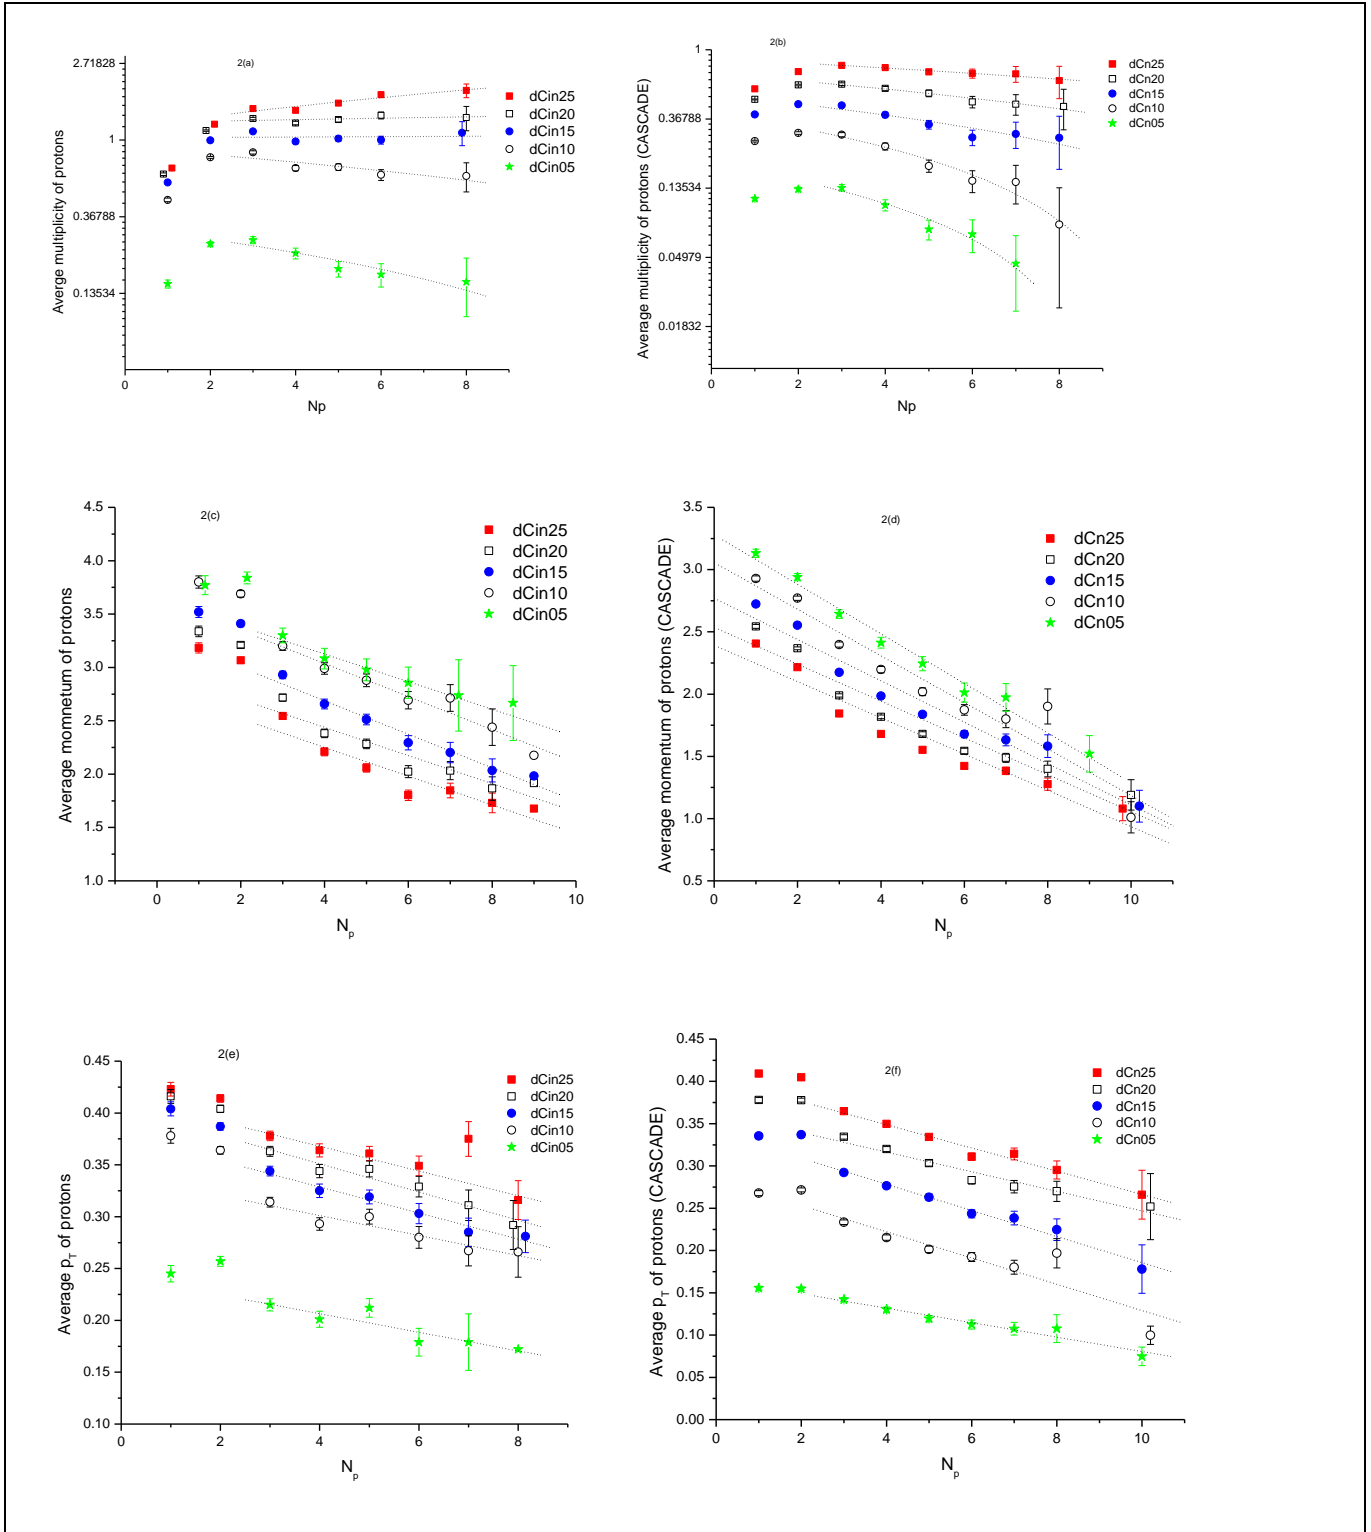 2(a)
2.71828
1
0.36788
0.13534
0 2 4 6 8
Np
Averge multiplicity of protons
dCin25
dCin20
dCin15
dCin10
dCin05
2(b)
1
0.36788
0.13534
0.04979
0.01832
0 2 4 6 8
Np
Average multiplicity of protons (CASCADE)
dCn25
dCn20
dCn15
dCn10
dCn05
2(c)
4.5
4.0
3.5
3.0
2.5
2.0
1.5
1.0
0 2 4 6 8 10
Np
Average momnetum of protons
dCin25
dCin20
dCin15
dCin10
dCin05
2(d)
3.5
3.0
2.5
2.0
1.5
1.0
0.5
0 2 4 6 8 10
Np
Average momentum of protons (CASCADE)
dCn25
dCn20
dCn15
dCn10
dCn05
2(e)
0.45
0.40
0.35
0.30
0.25
0.20
0.15
0.10
0 2 4 6 8
Np
Average pT of protons
dCin25
dCin20
dCin15
dCin10
dCin05
2(f)
0.45
0.40
0.35
0.30
0.25
0.20
0.15
0.10
0.05
0.00
0 2 4 6 8 10
Np
Average pT of protons (CASCADE)
dCn25
dCn20
dCn15
dCn10
dCn05